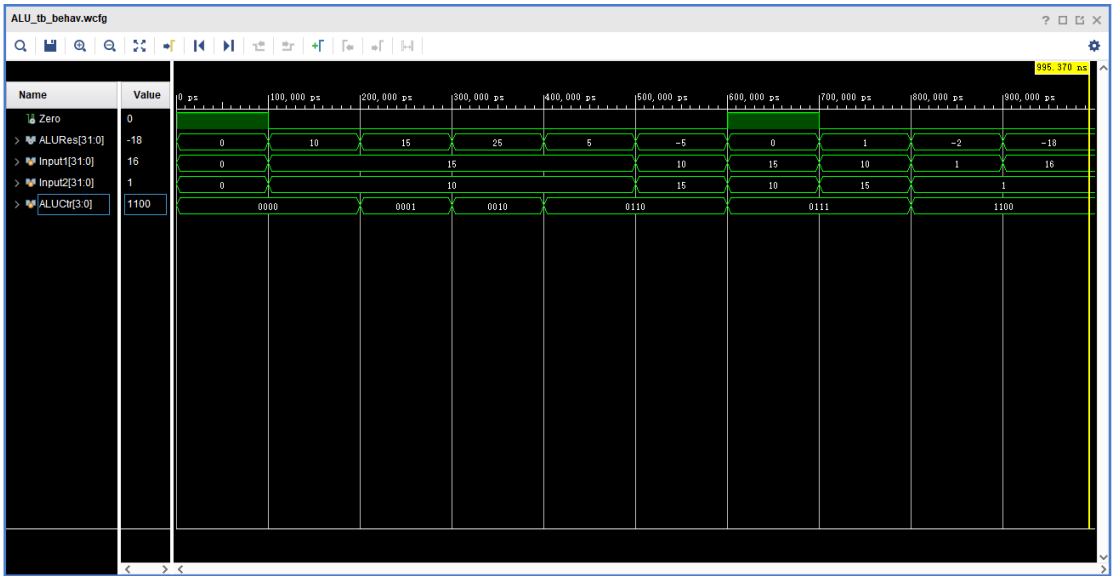 ALU_tb_behav.wcfg
995.370 ns
Name Value 0 ps 100,000 ps 200,000 ps 300,000 ps 400,000 ps 500,000 ps 600,000 ps 700,000 ps 800,000 ps 900,000 ps
Zero 0
ALURes[31:0] -18 0 10 15 25 5 -5 0 1 -2 -18
Input1[31:0] 16 0 15 10 15 10 1 16
Input2[31:0] 1 0 10 15 10 15 1
ALUCtr[3:0] 1100 0000 0001 0010 0110 0111 1100